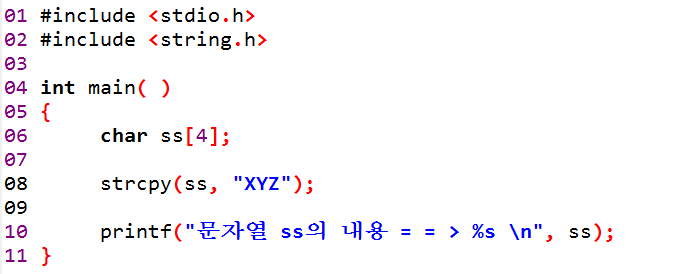 01 #include <stdio.h>
02 #include <string.h>
03
04 int main( )
05 {
06 char ss[4];
07
08 strcpy(ss, "XYZ");
09
10 printf("문자열 ss의 내용 = = > %s \n", ss);
11 }